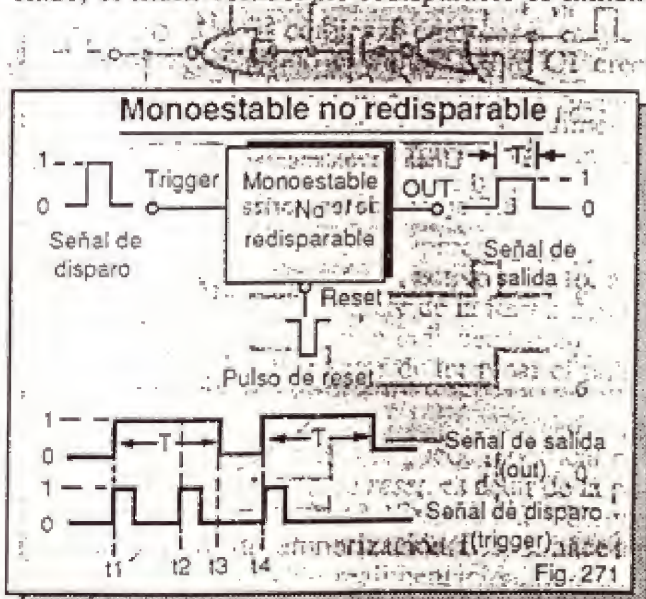 Monoestable no redisparable
1
0
Trigger
Monoestable
No
redisparable
OUT
T
1
0
Señal de
disparo
Señal de
salida
Reset
Pulso de reset
1
0
T
T
Señal de salida
(out)
1
0
Señal de disparo
(trigger)
t1
t2
t3
t4
Fig. 271